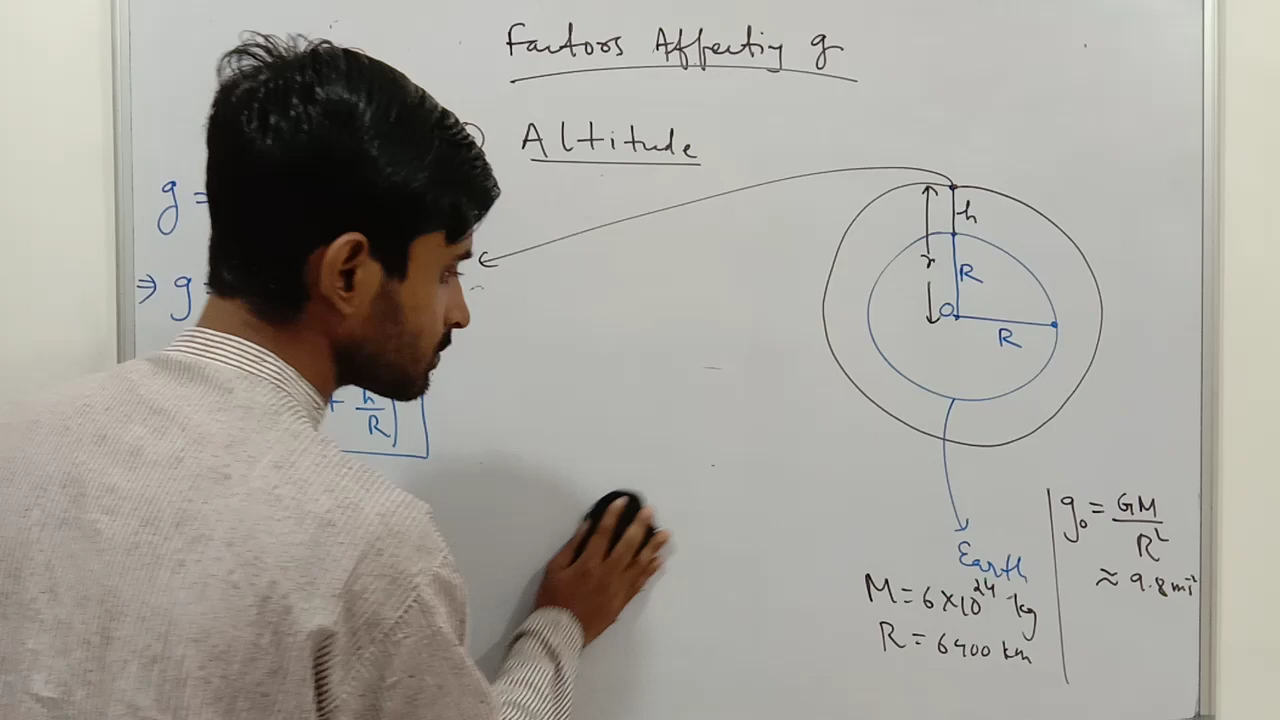 Factors Affecting g
Altitude
g =
⇒ g
+ h/R
h
r
R
O
R
Earth
M = 6×10²⁴ kg
R = 6400 km
g₀ = GM/R²
≈ 9.8 ms⁻²